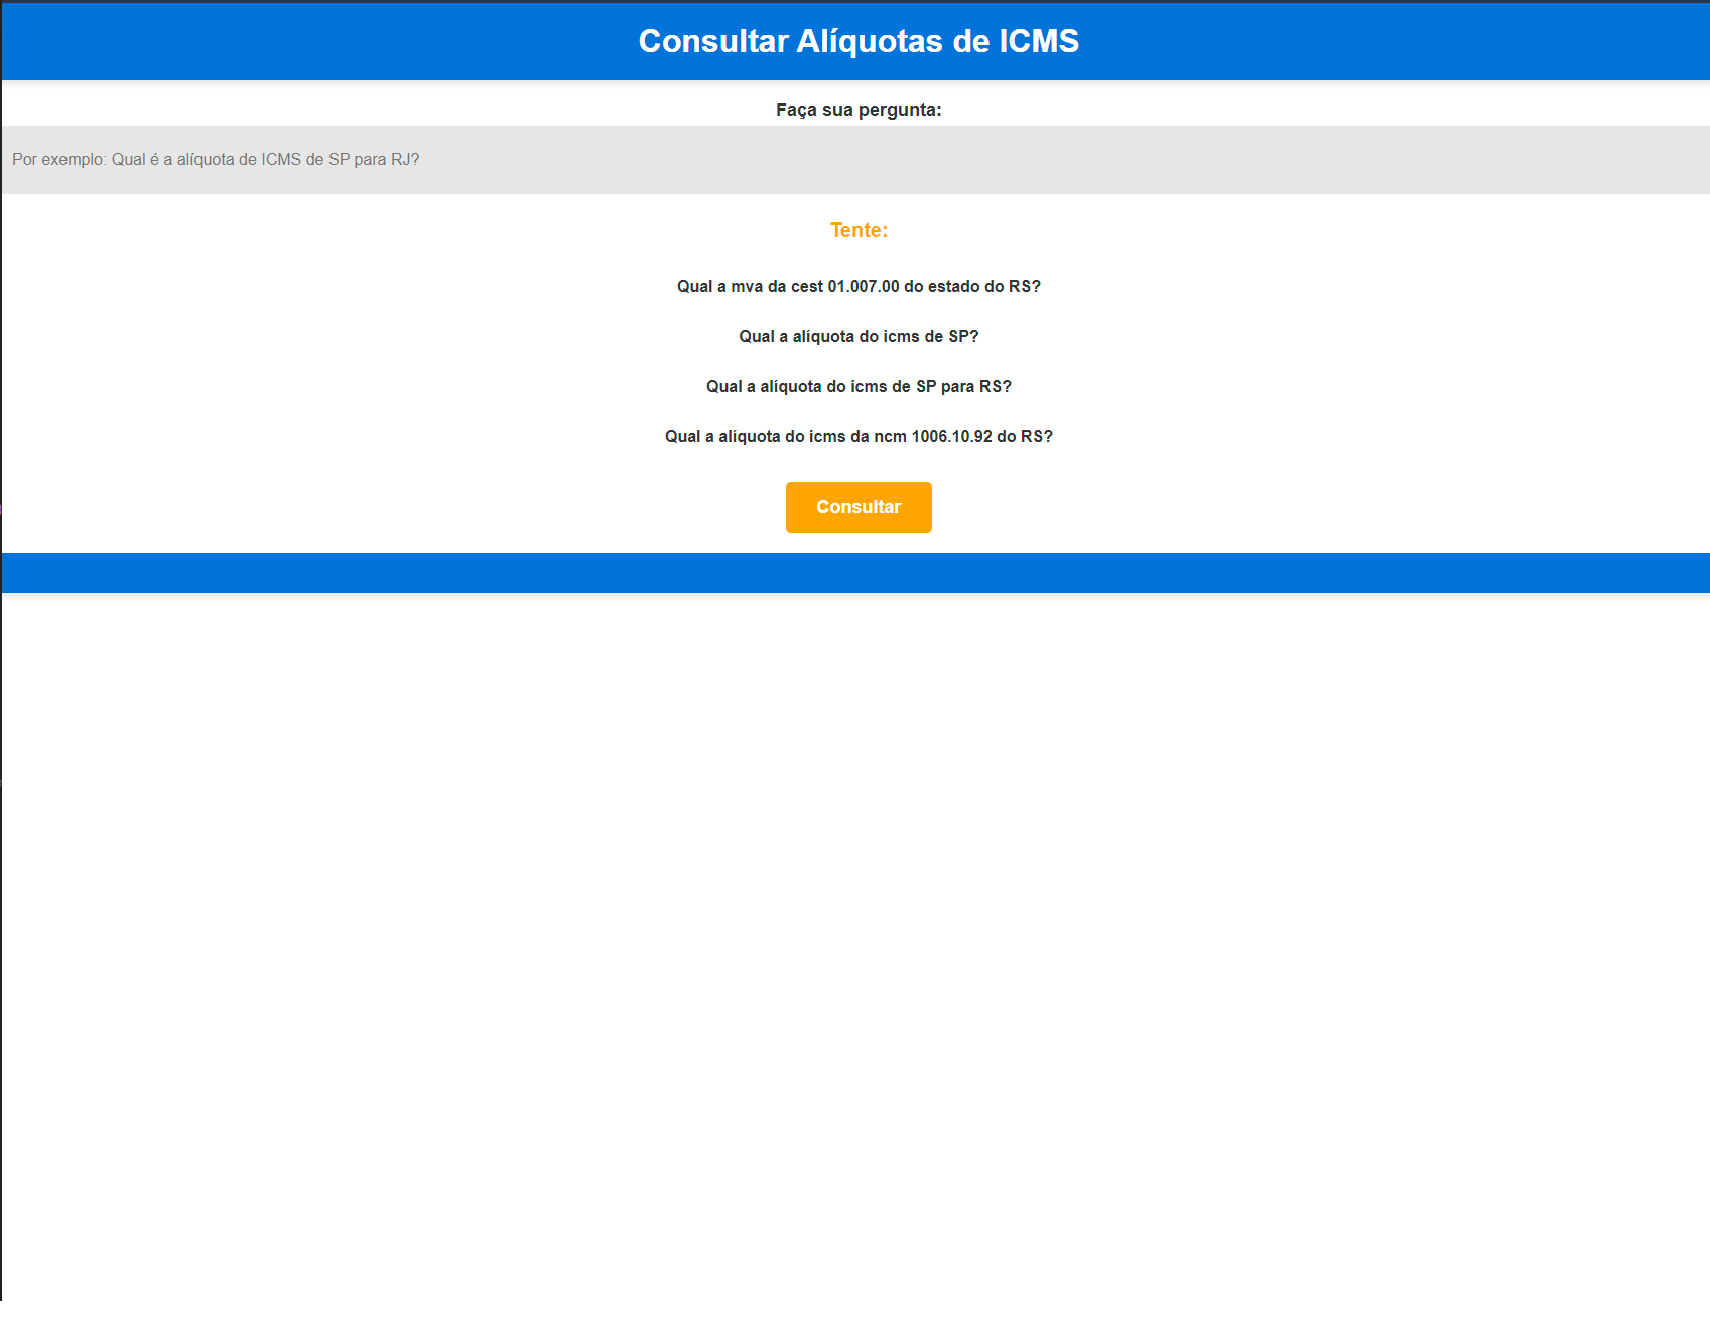 Consultar Alíquotas de ICMS
Faça sua pergunta:
Por exemplo: Qual é a alíquota de ICMS de SP para RJ?
Tente:
Qual a mva da cest 01.007.00 do estado do RS?
Qual a alíquota do icms de SP?
Qual a alíquota do icms de SP para RS?
Qual a alíquota do icms da ncm 1006.10.92 do RS?
Consultar